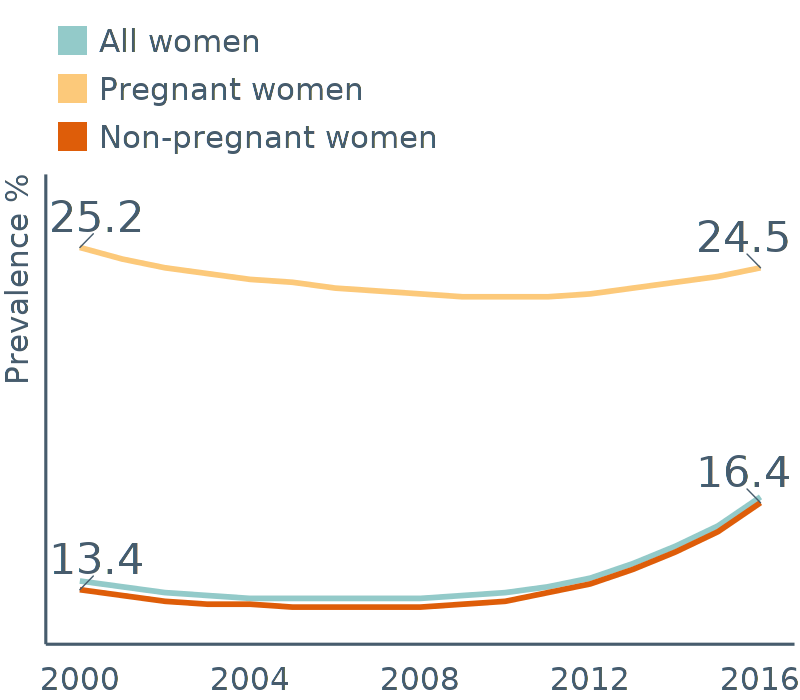 All women
Pregnant women
Non-pregnant women
Prevalence %
25.2
24.5
16.4
13.4
2000 2004 2008 2012 2016